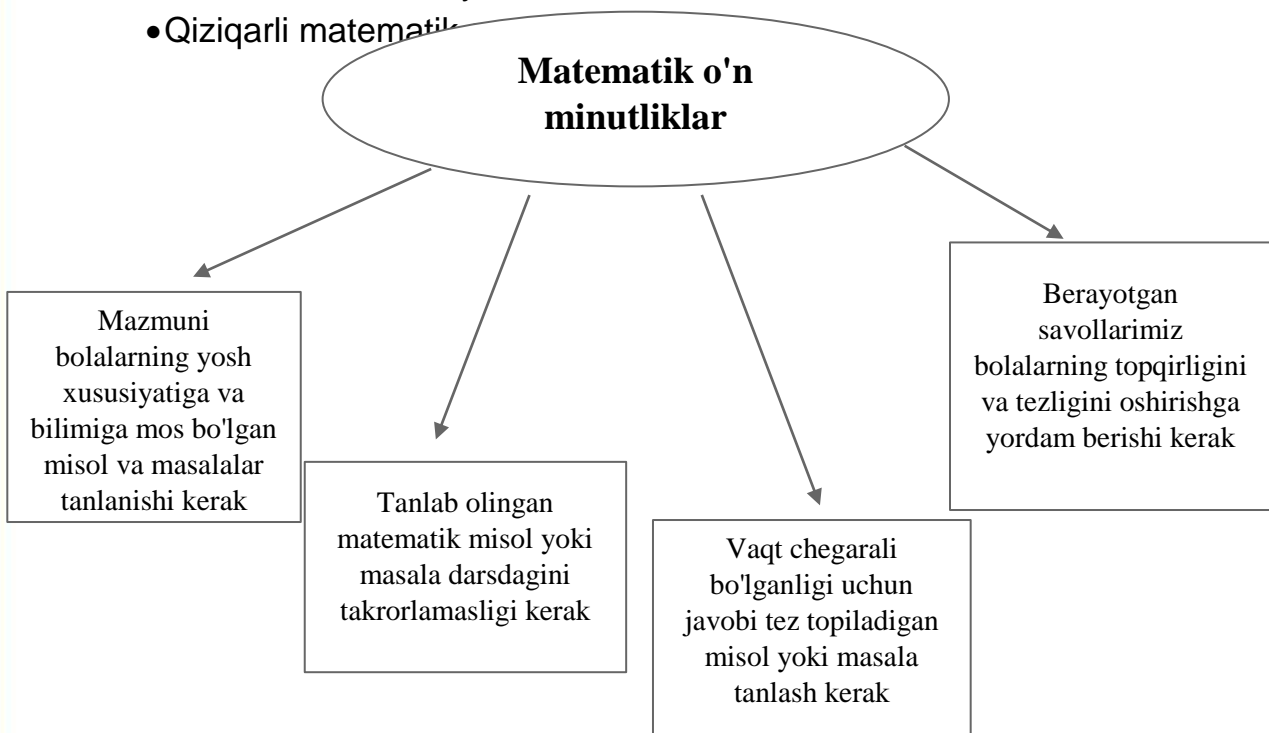 •Qiziqarli matematik
Matematik o'n
minutliklar
Mazmuni
bolalarning yosh
xususiyatiga va
bilimiga mos bo'lgan
misol va masalalar
tanlanishi kerak
Tanlab olingan
matematik misol yoki
masala darsdagini
takrorlamasligi kerak
Vaqt chegarali
bo'lganligi uchun
javobi tez topiladigan
misol yoki masala
tanlash kerak
Berayotgan
savollarimiz
bolalarning topqirligini
va tezligini oshirishga
yordam berishi kerak